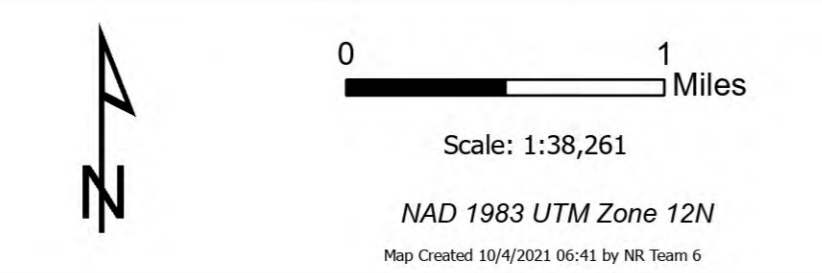 0 1
Miles
Scale: 1:38,261
N
NAD 1983 UTM Zone 12N
Map Created 10/4/2021 06:41 by NR Team 6